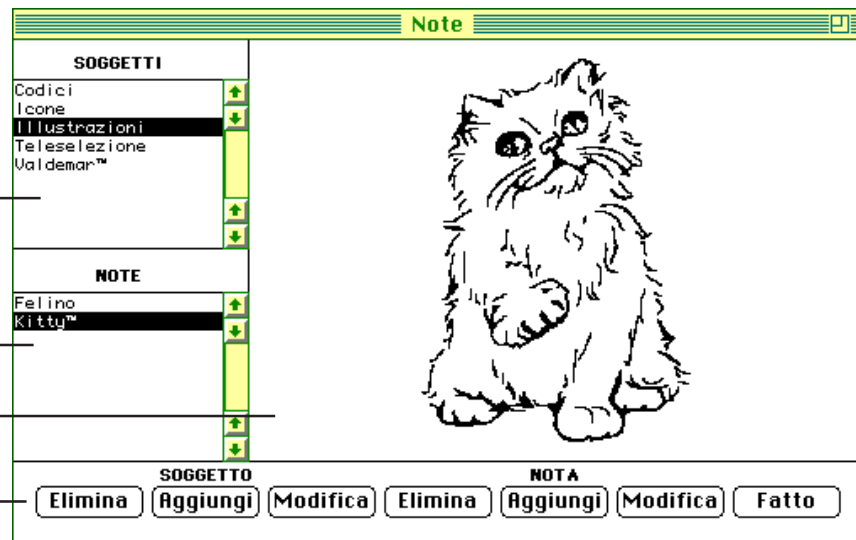 Note
SOGGETTI
Codici
Icone
Illustrazioni
Teleselezione
Valdemar™
NOTE
Felino
Kitty™
SOGGETTO
Elimina Aggiungi Modifica
NOTA
Elimina Aggiungi Modifica Fatto